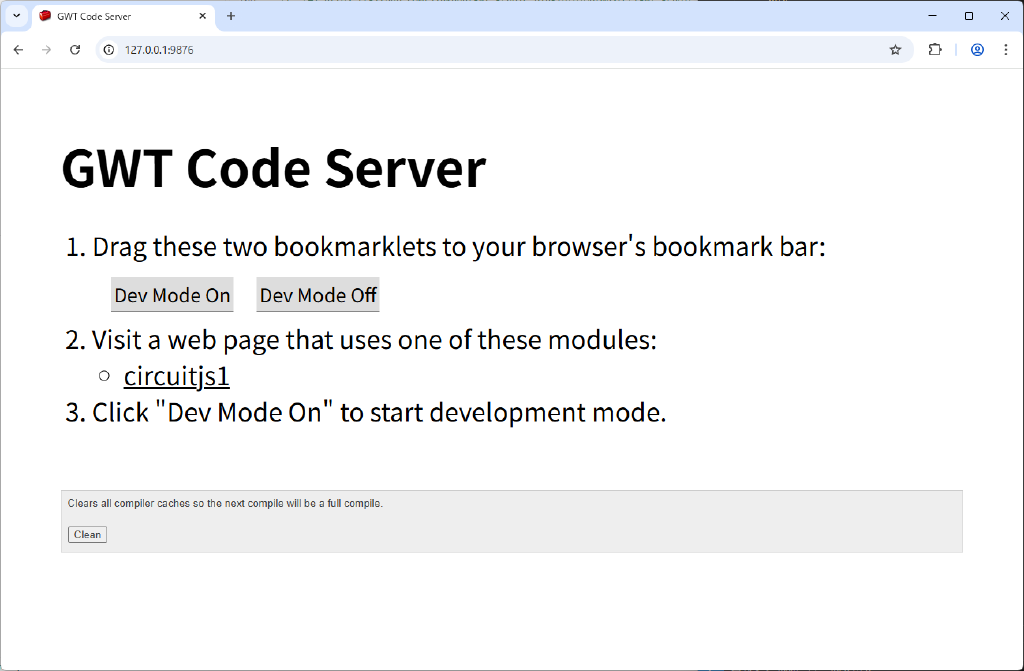 GWT Code Server
127.0.0.1:9876
GWT Code Server
1. Drag these two bookmarklets to your browser's bookmark bar:
Dev Mode On Dev Mode Off
2. Visit a web page that uses one of these modules:
circuitjs1
3. Click "Dev Mode On" to start development mode.
Clears all compiler caches so the next compile will be a full compile.
Clean